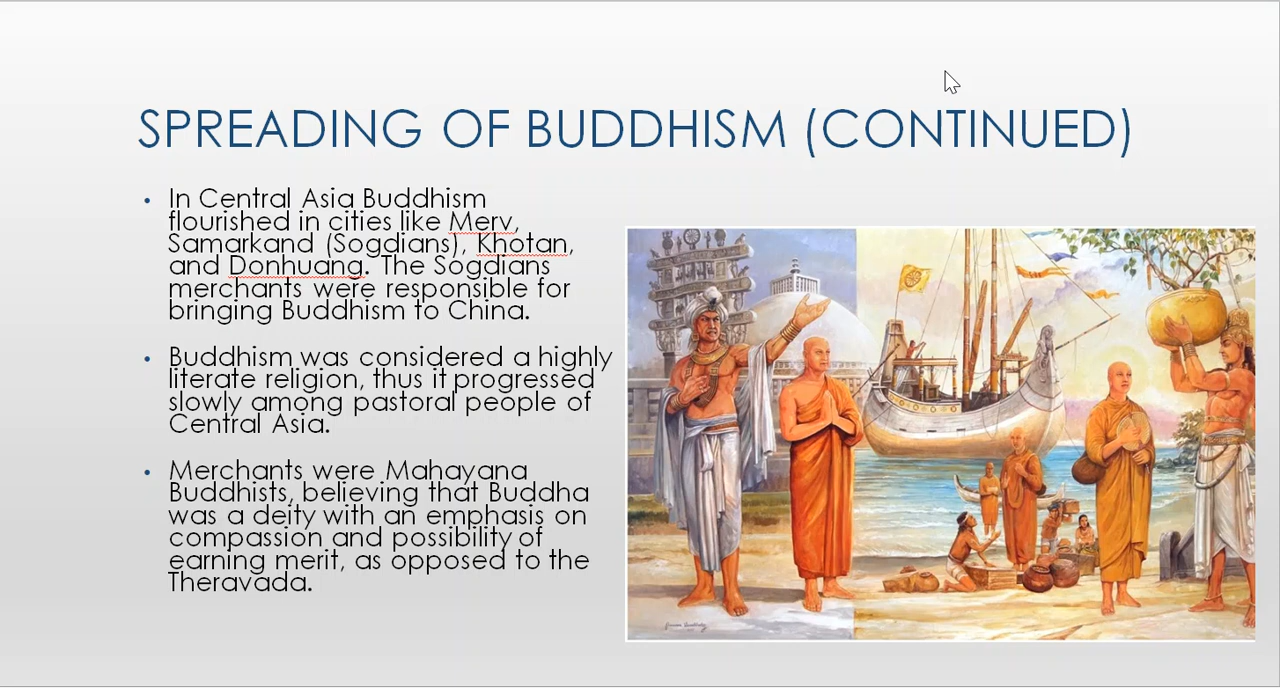 SPREADING OF BUDDHISM (CONTINUED)
• In Central Asia Buddhism
flourished in cities like Merv,
Samarkand (Sogdians), Khotan,
and Donhuang. The Sogdians
merchants were responsible for
bringing Buddhism to China.
• Buddhism was considered a highly
literate religion, thus it progressed
slowly among pastoral people of
Central Asia.
• Merchants were Mahayana
Buddhists, believing that Buddha
was a deity with an emphasis on
compassion and possibility of
earning merit, as opposed to the
Theravada.